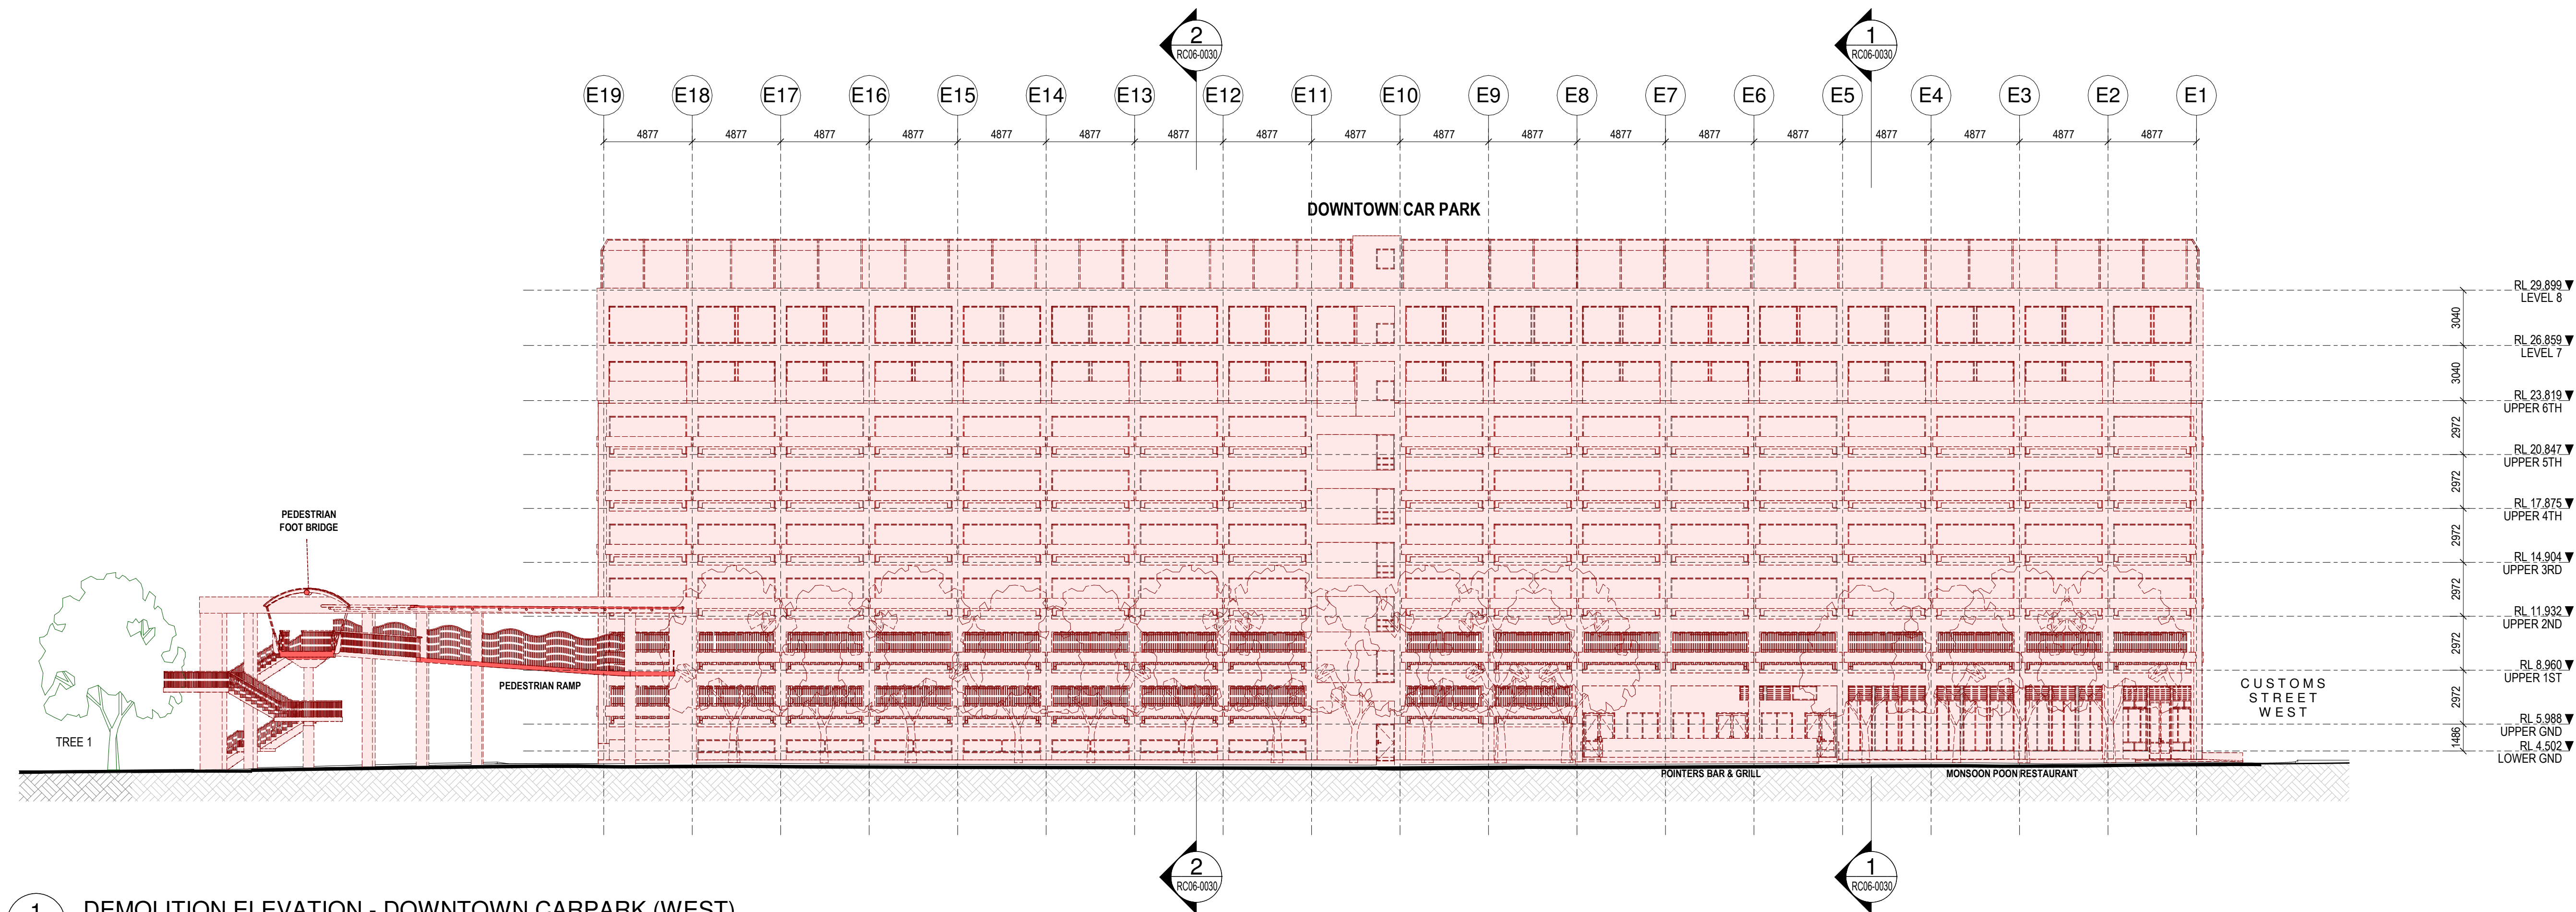 2
RC06-0030
1
RC06-0030
E19 E18 E17 E16 E15 E14 E13 E12 E11 E10 E9 E8 E7 E6 E5 E4 E3 E2 E1
4877 4877 4877 4877 4877 4877 4877 4877 4877 4877 4877 4877 4877 4877 4877 4877 4877 4877
DOWNTOWN CAR PARK
RL 29.899
LEVEL 8
3040
RL 26.859
LEVEL 7
3040
RL 23.819
UPPER 6TH
2972
RL 20.847
UPPER 5TH
2972
RL 17.875
UPPER 4TH
2972
RL 14.904
UPPER 3RD
2972
RL 11.932
UPPER 2ND
2972
RL 8.960
UPPER 1ST
2972
RL 5.988
UPPER GND
1486
RL 4.502
LOWER GND
PEDESTRIAN
FOOT BRIDGE
PEDESTRIAN RAMP
TREE 1
CUSTOMS
STREET
WEST
POINTERS BAR & GRILL
MONSOON POON RESTAURANT
2
RC06-0030
1
RC06-0030
1
DEMOLITION ELEVATION - DOWNTOWN CARPARK (WEST)